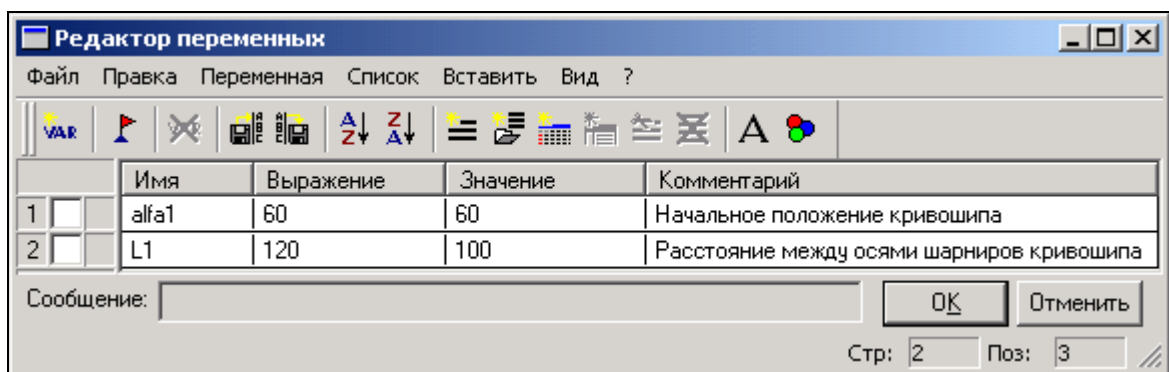 Редактор переменных
Файл Правка Переменная Список Вставить Вид ?
VAR VAR A Z Z A A
Имя Выражение Значение Комментарий
1 alfa1 60 60 Начальное положение кривошипа
2 L1 120 100 Расстояние между осями шарниров кривошипа
Сообщение: OK Отменить
Стр: 2 Поз: 3